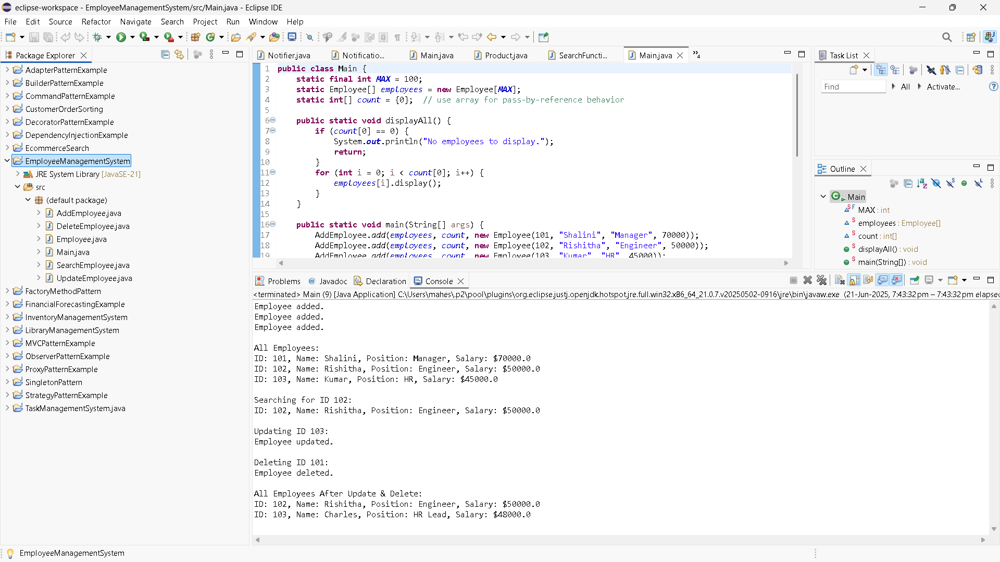 eclipse-workspace - EmployeeManagementSystem/src/Main.java - Eclipse IDE
File Edit Source Refactor Navigate Search Project Run Window Help
Package Explorer
AdapterPatternExample
BuilderPatternExample
CommandPatternExample
CustomerOrderSorting
DecoratorPatternExample
DependencyInjectionExample
EcommerceSearch
EmployeeManagementSystem
JRE System Library [JavaSE-21]
src
(default package)
AddEmployee.java
DeleteEmployee.java
Employee.java
Main.java
SearchEmployee.java
UpdateEmployee.java
FactoryMethodPattern
FinancialForecastingExample
InventoryManagementSystem
LibraryManagementSystem
MVCPatternExample
ObserverPatternExample
ProxyPatternExample
SingletonPattern
StrategyPatternExample
TaskManagementSystem.java
Notifier.java Notificatio... Main.java Product.java SearchFuncti... Main.java »4
1 public class Main {
2 static final int MAX = 100;
3 static Employee[] employees = new Employee[MAX];
4 static int[] count = {0}; // use array for pass-by-reference behavior
5
6 public static void displayAll() {
7 if (count[0] == 0) {
8 System.out.println("No employees to display.");
9 return;
10 }
11 for (int i = 0; i < count[0]; i++) {
12 employees[i].display();
13 }
14 }
15
16 public static void main(String[] args) {
17 AddEmployee.add(employees, count, new Employee(101, "Shalini", "Manager", 70000));
18 AddEmployee.add(employees, count, new Employee(102, "Rishitha", "Engineer", 50000));
19 AddEmployee.add(employees, count, new Employee(103, "Kumar", "HR", 45000));
Task List
Find All Activate...
Outline
Main
MAX : int
employees : Employee[]
count : int[]
displayAll() : void
main(String[]) : void
Problems Javadoc Declaration Console
<terminated> Main (9) [Java Application] C:\Users\mahes\.p2\pool\plugins\org.eclipse.justj.openjdk.hotspot.jre.full.win32.x86_64_21.0.7.v20250502-0916\jre\bin\javaw.exe (21-Jun-2025, 7:43:32 pm – 7:43:32 pm elapsed
Employee added.
Employee added.
Employee added.
All Employees:
ID: 101, Name: Shalini, Position: Manager, Salary: $70000.0
ID: 102, Name: Rishitha, Position: Engineer, Salary: $50000.0
ID: 103, Name: Kumar, Position: HR, Salary: $45000.0
Searching for ID 102:
ID: 102, Name: Rishitha, Position: Engineer, Salary: $50000.0
Updating ID 103:
Employee updated.
Deleting ID 101:
Employee deleted.
All Employees After Update & Delete:
ID: 102, Name: Rishitha, Position: Engineer, Salary: $50000.0
ID: 103, Name: Charles, Position: HR Lead, Salary: $48000.0
EmployeeManagementSystem